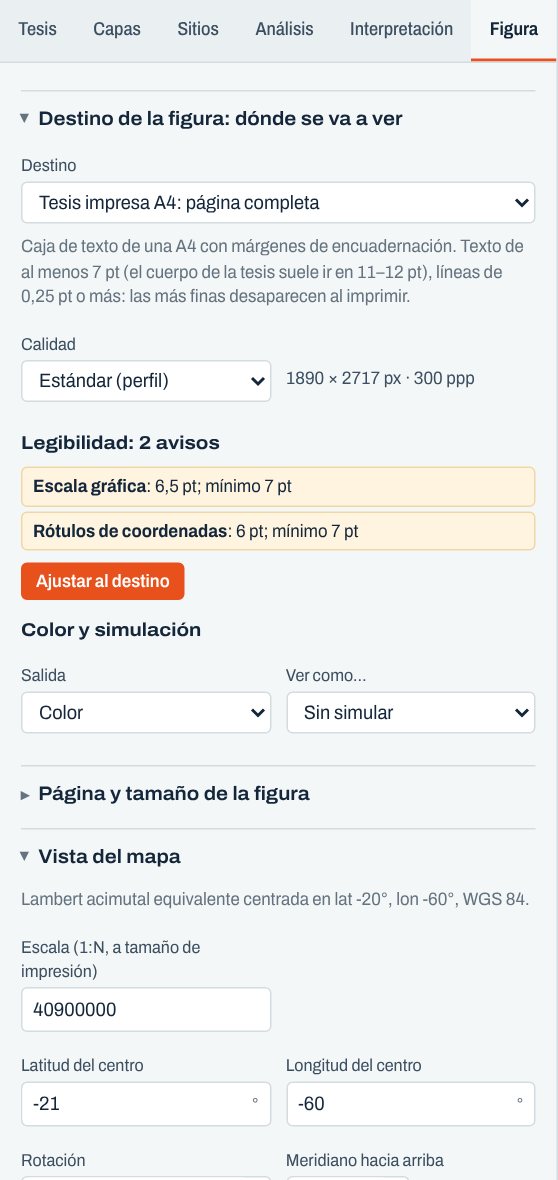 Tesis Capas Sitios Análisis Interpretación Figura
▼ Destino de la figura: dónde se va a ver
Destino
Tesis impresa A4: página completa
Caja de texto de una A4 con márgenes de encuadernación. Texto de
al menos 7 pt (el cuerpo de la tesis suele ir en 11–12 pt), líneas de
0,25 pt o más: las más finas desaparecen al imprimir.
Calidad
Estándar (perfil) 1890 × 2717 px · 300 ppp
Legibilidad: 2 avisos
Escala gráfica: 6,5 pt; mínimo 7 pt
Rótulos de coordenadas: 6 pt; mínimo 7 pt
Ajustar al destino
Color y simulación
Salida Ver como...
Color Sin simular
▸ Página y tamaño de la figura
▼ Vista del mapa
Lambert acimutal equivalente centrada en lat -20°, lon -60°, WGS 84.
Escala (1:N, a tamaño de
impresión)
40900000
Latitud del centro Longitud del centro
-21 ° -60 °
Rotación Meridiano hacia arriba